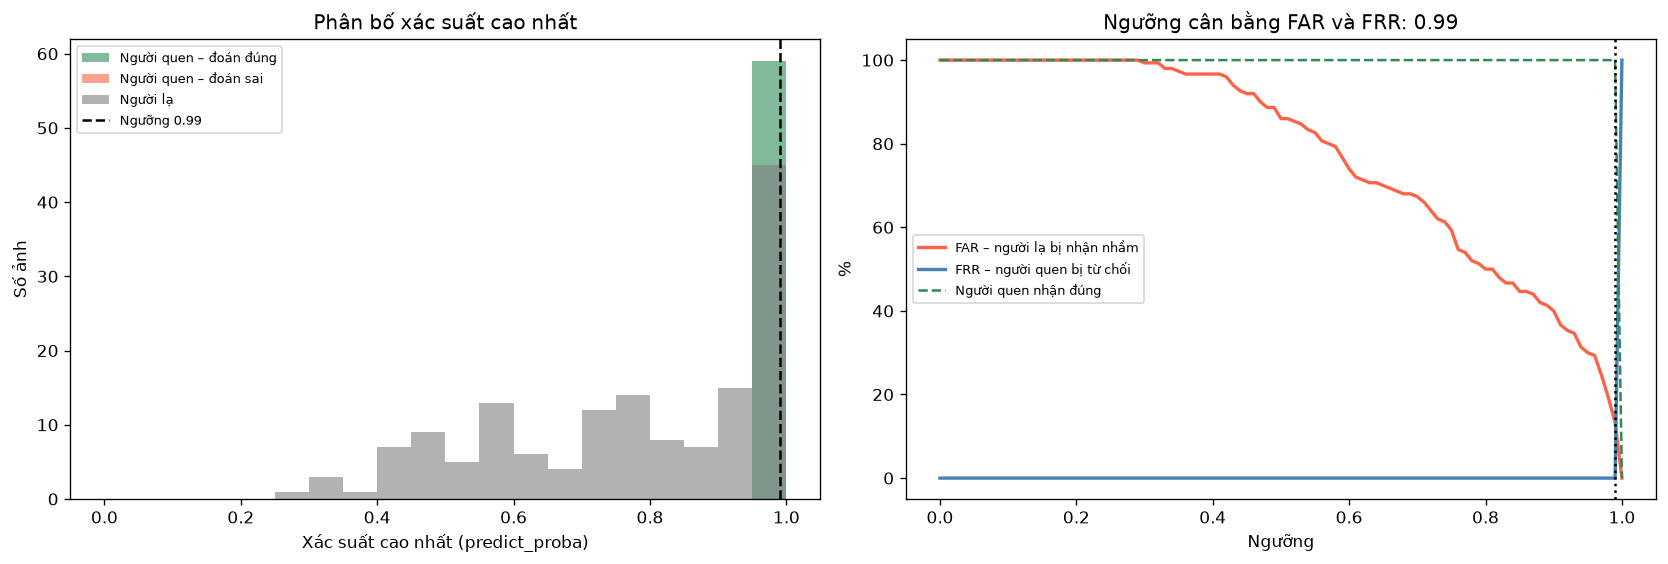 Phân bố xác suất cao nhất
60
50
40
30
20
10
0
Số ảnh
Người quen – đoán đúng
Người quen – đoán sai
Người lạ
Ngưỡng 0.99
0.0
0.2
0.4
0.6
0.8
1.0
Xác suất cao nhất (predict_proba)
Ngưỡng cân bằng FAR và FRR: 0.99
100
80
60
40
20
0
%
FAR – người lạ bị nhận nhầm
FRR – người quen bị từ chối
Người quen nhận đúng
0.0
0.2
0.4
0.6
0.8
1.0
Ngưỡng